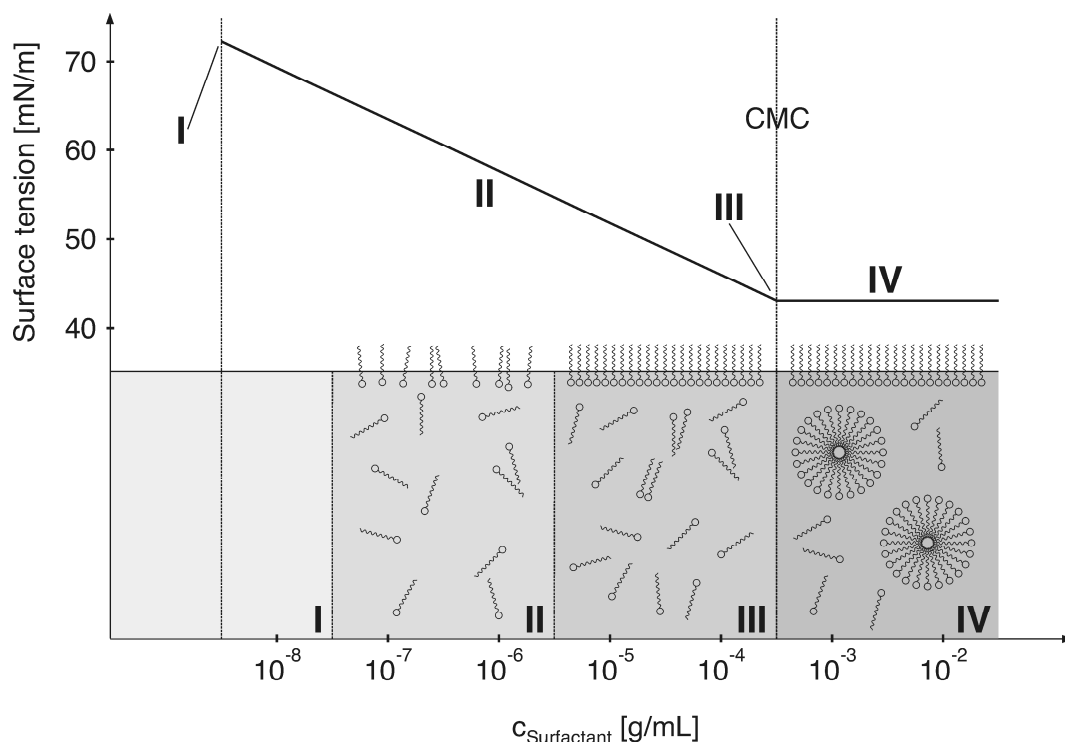 Surface tension [mN/m]
70
60
50
40
I
II
III
CMC
IV
I
II
III
IV
10-8
10-7
10-6
10-5
10-4
10-3
10-2
cSurfactant [g/mL]